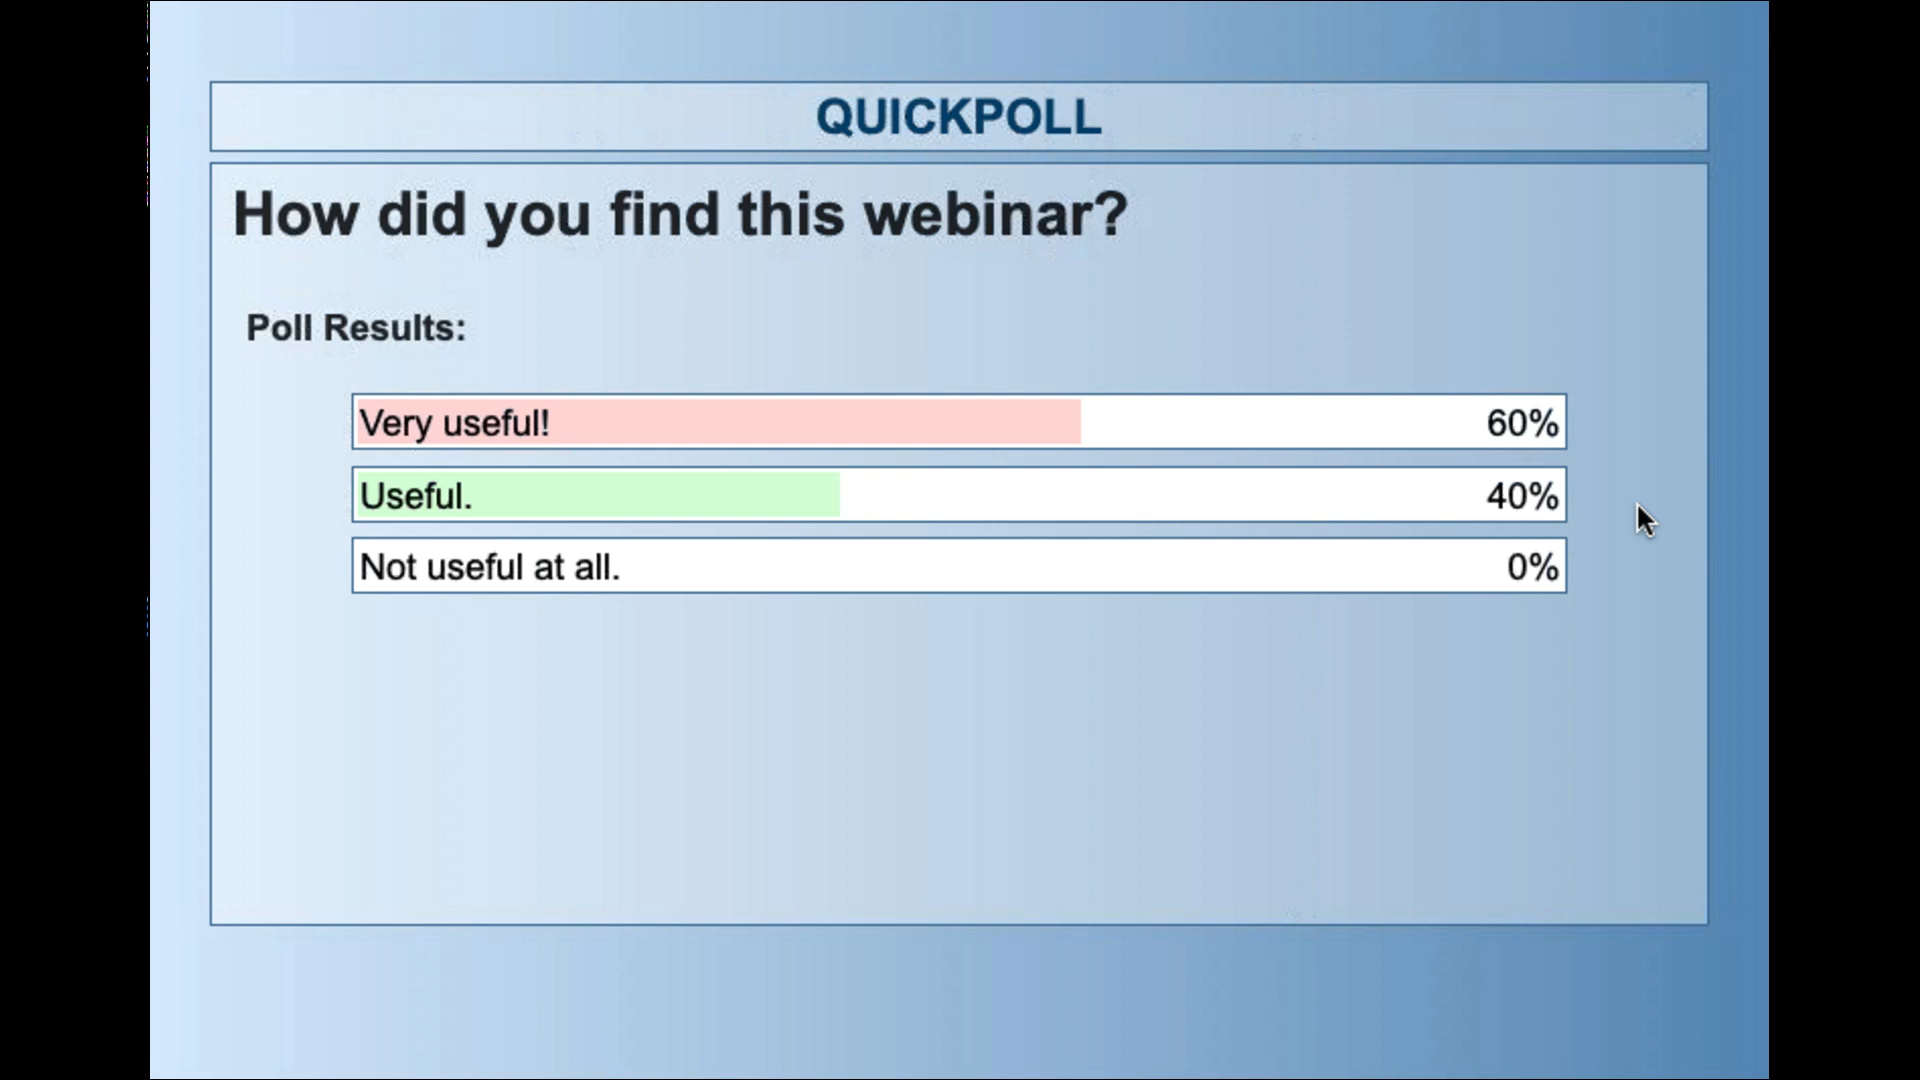 QUICKPOLL
How did you find this webinar?
Poll Results:
Very useful! 60%
Useful. 40%
Not useful at all. 0%